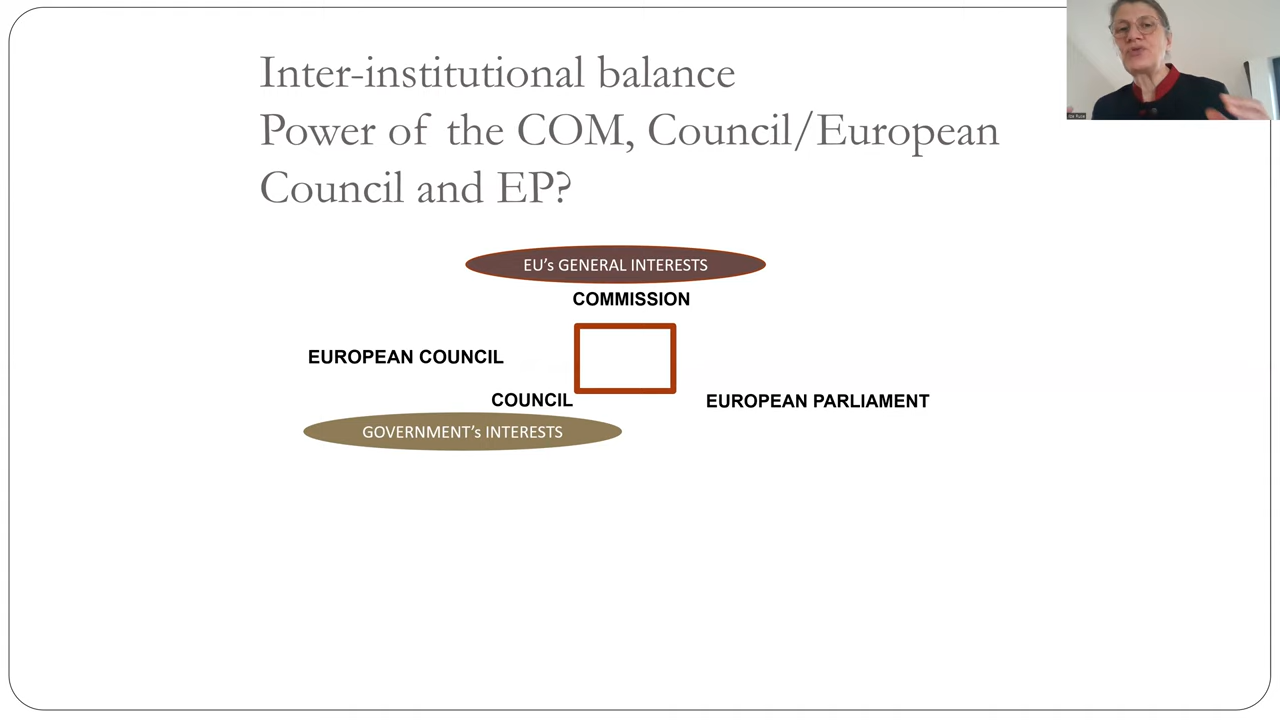 Inter-institutional balance
Power of the COM, Council/European
Council and EP?
EU's GENERAL INTERESTS
COMMISSION
EUROPEAN COUNCIL
COUNCIL
EUROPEAN PARLIAMENT
GOVERNMENT's INTERESTS